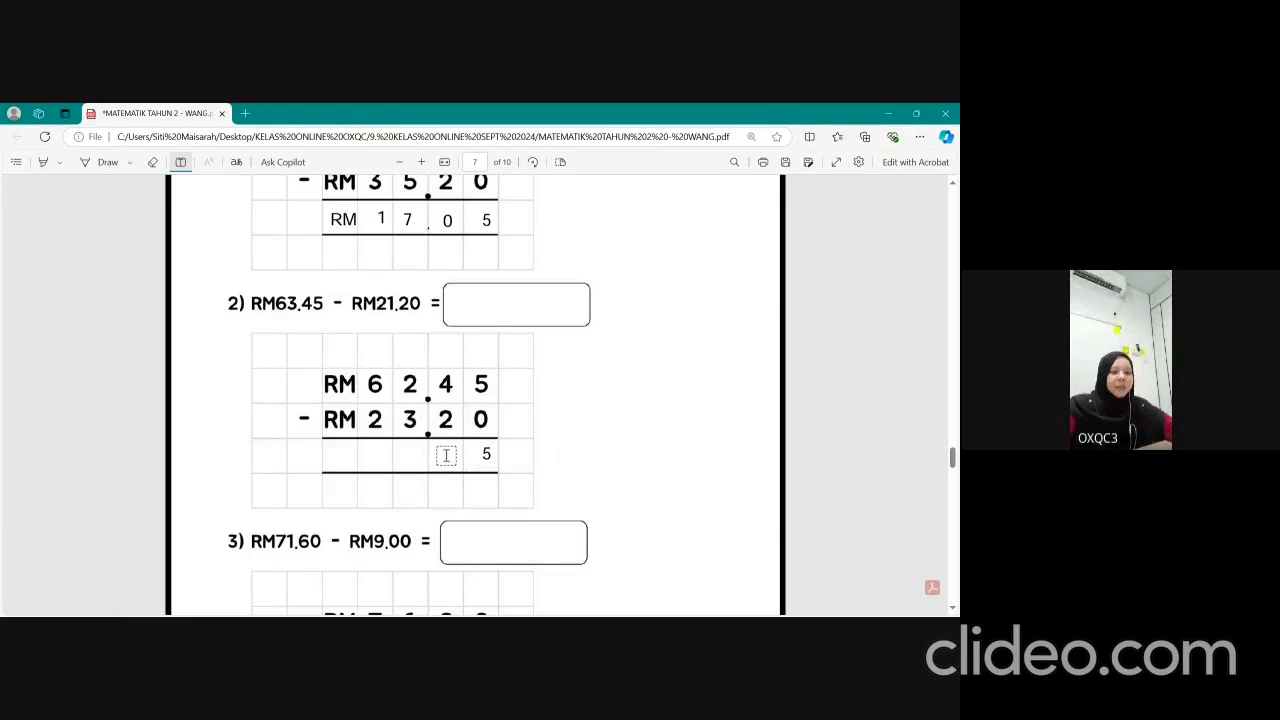 *MATEMATIK TAHUN 2 - WANG.p
File C:/Users/Siti%20Maisarah/Desktop/KELAS%20ONLINE%20OXQC/9.%20KELAS%20ONLINE%20SEPT%202024/MATEMATIK%20TAHUN%202%20-%20WANG.pdf
Draw Ask Copilot 7 of 10 Edit with Acrobat
- RM 3 5.2 0
RM 1 7 . 0 5
2) RM63.45 - RM21.20 =
RM 6 2.4 5
- RM 2 3.2 0
5
3) RM71.60 - RM9.00 =
OXQC3
clideo.com